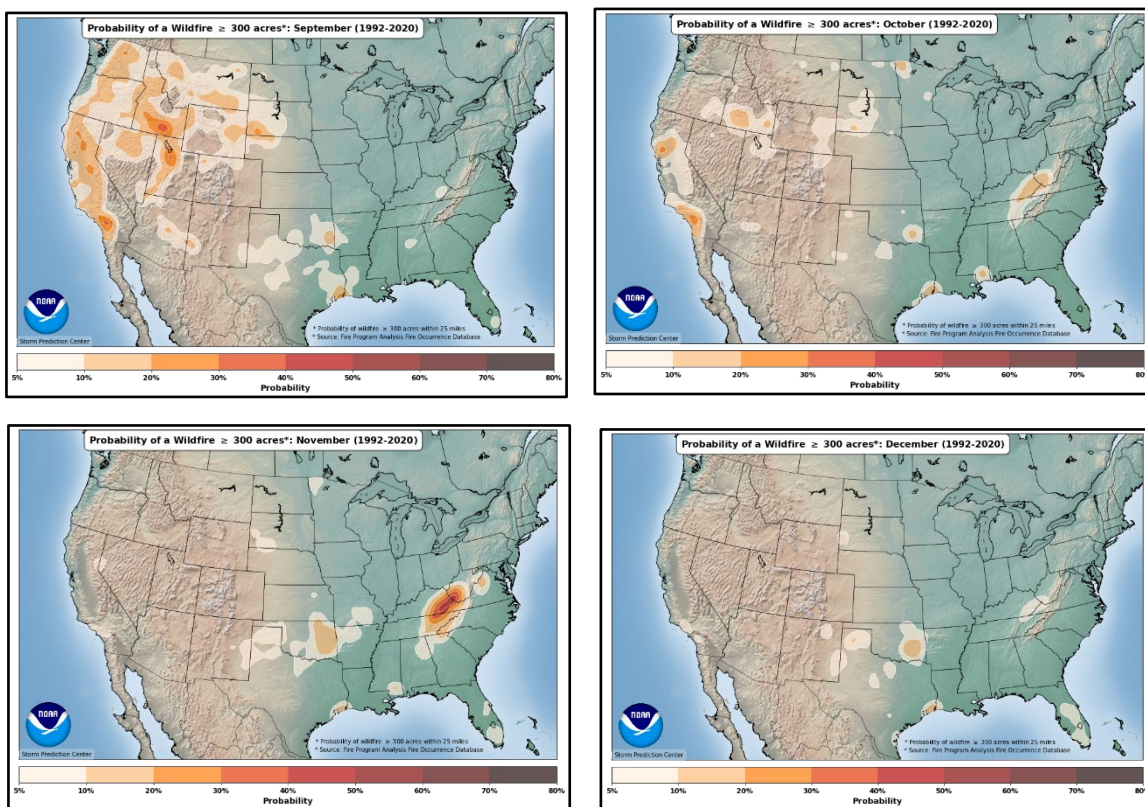 Probability of a Wildfire ≥ 300 acres*: September (1992-2020)
NOAA
Storm Prediction Center
* Probability of wildfire ≥ 300 acres within 25 miles
* Source: Fire Program Analysis Fire Occurrence Database
5% 10% 20% 30% 40% 50% 60% 70% 80%
Probability
Probability of a Wildfire ≥ 300 acres*: October (1992-2020)
NOAA
Storm Prediction Center
* Probability of wildfire ≥ 300 acres within 25 miles
* Source: Fire Program Analysis Fire Occurrence Database
5% 10% 20% 30% 40% 50% 60% 70% 80%
Probability
Probability of a Wildfire ≥ 300 acres*: November (1992-2020)
NOAA
Storm Prediction Center
* Probability of wildfire ≥ 300 acres within 25 miles
* Source: Fire Program Analysis Fire Occurrence Database
5% 10% 20% 30% 40% 50% 60% 70% 80%
Probability
Probability of a Wildfire ≥ 300 acres*: December (1992-2020)
NOAA
Storm Prediction Center
* Probability of wildfire ≥ 300 acres within 25 miles
* Source: Fire Program Analysis Fire Occurrence Database
5% 10% 20% 30% 40% 50% 60% 70% 80%
Probability